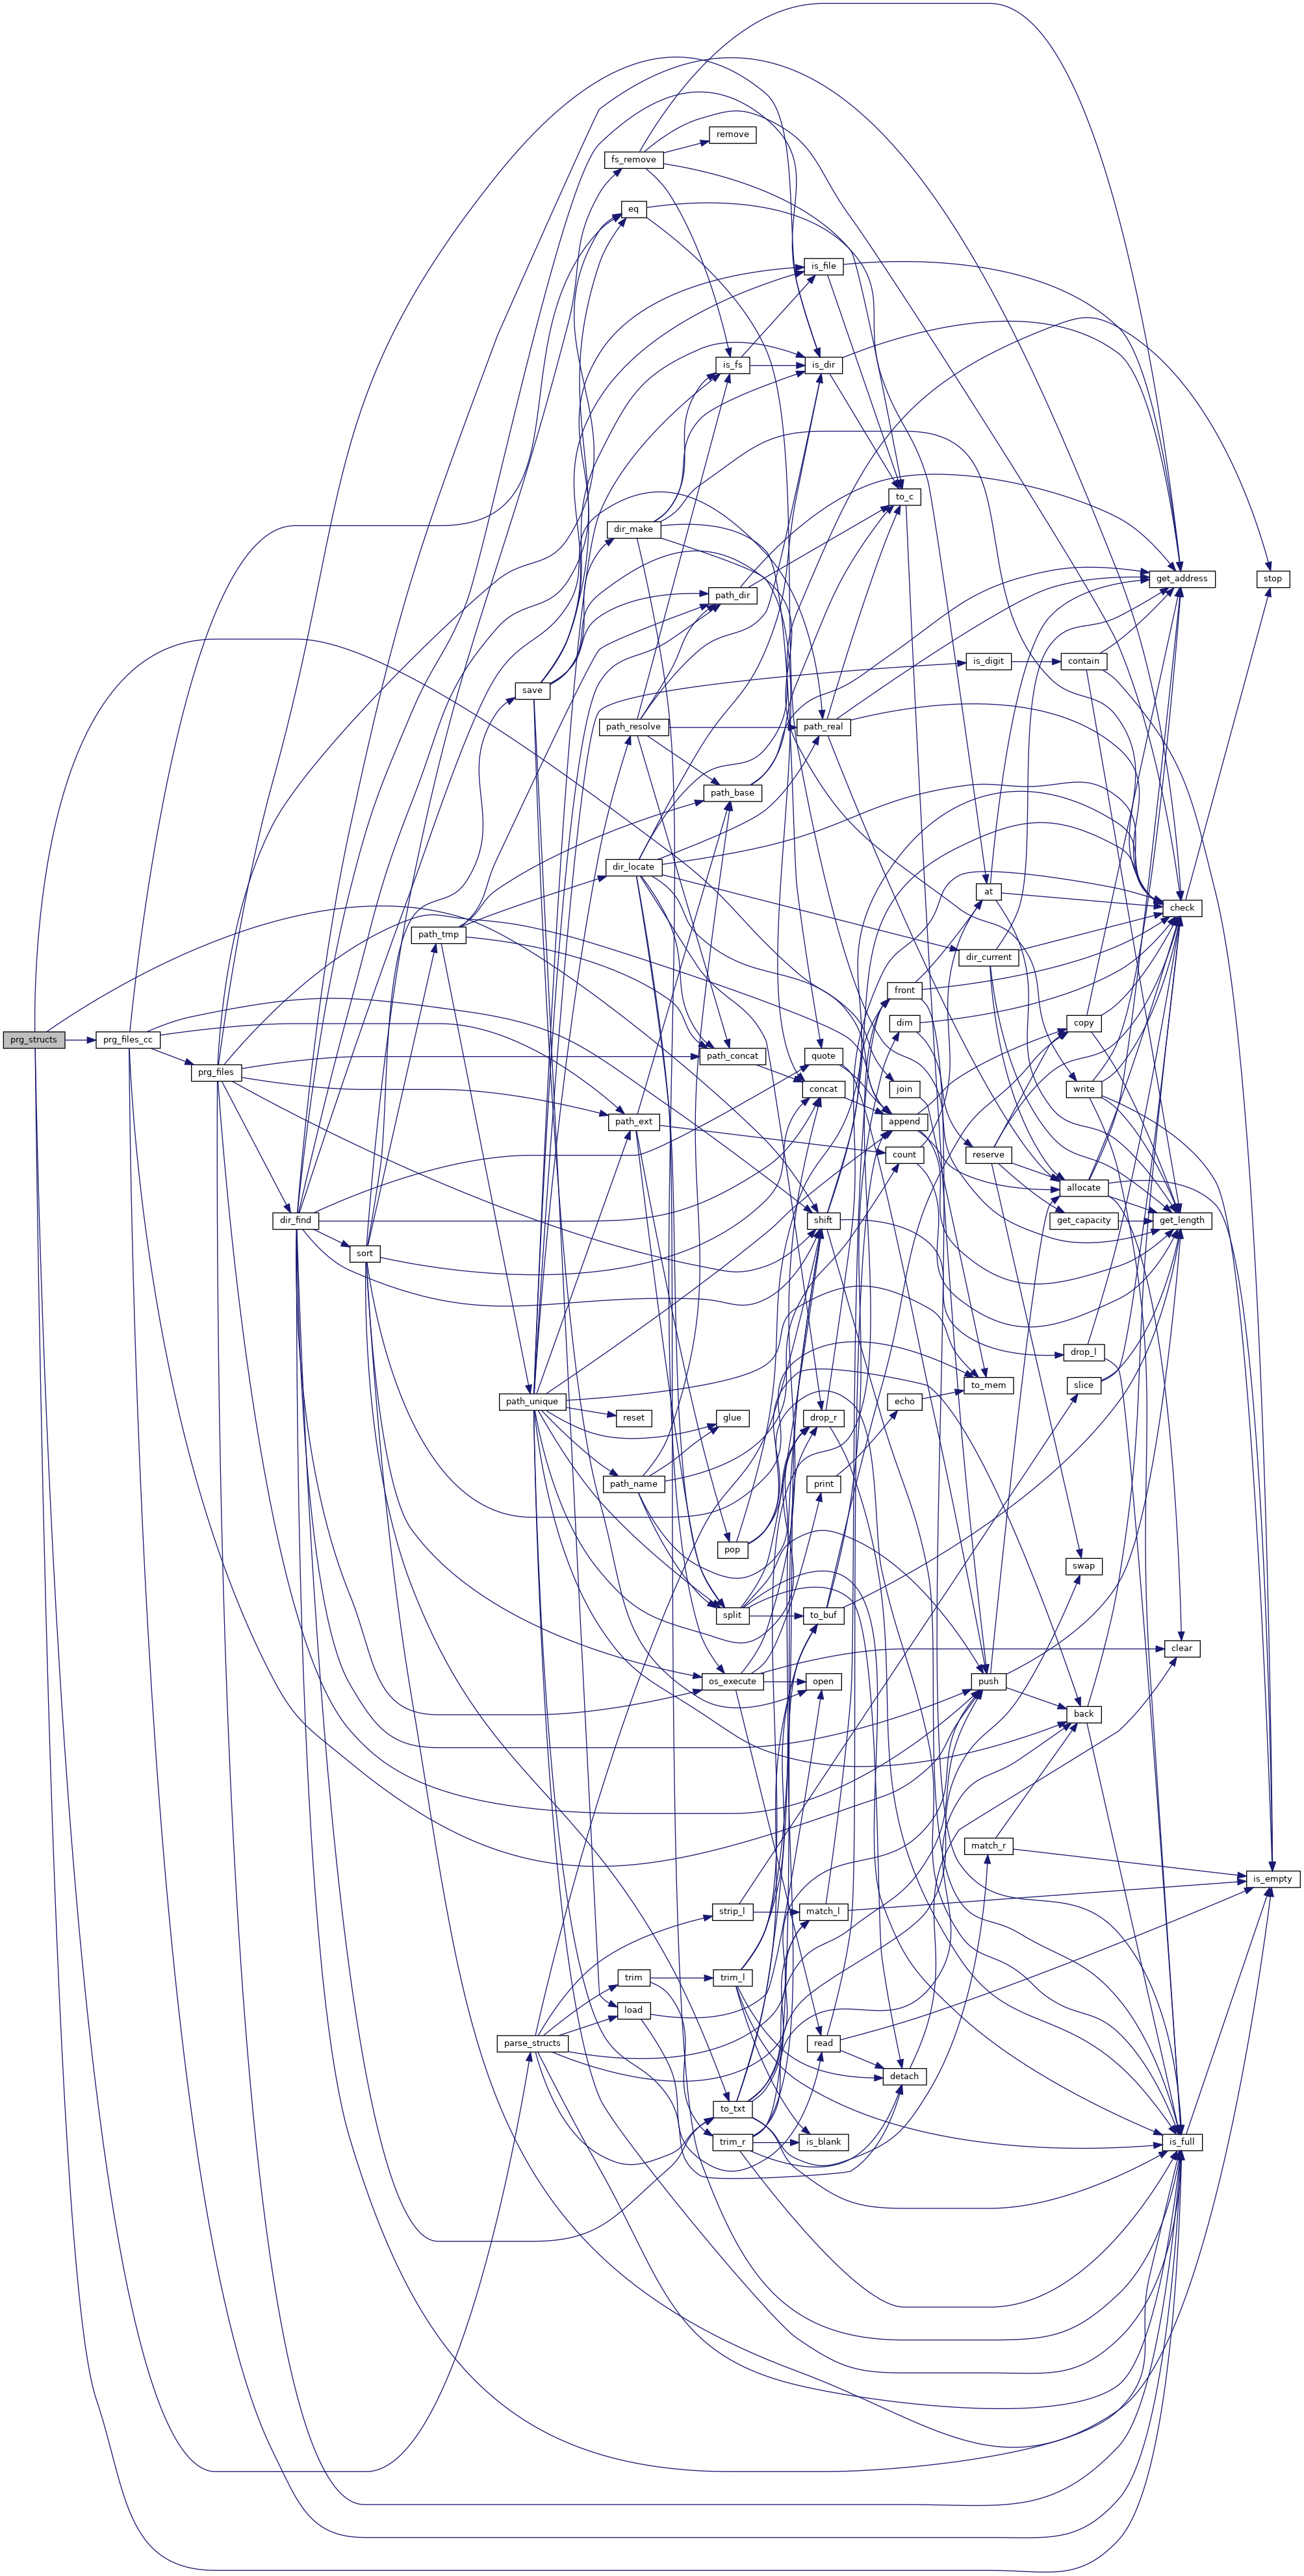 remove
fs_remove
eq
is_file
is_fs
is_dir
to_c
dir_make
get_address
stop
path_dir
is_digit
contain
save
path_resolve
path_real
path_base
dir_locate
at
check
path_tmp
dir_current
front
dim
copy
prg_structs
prg_files_cc
path_concat
quote
prg_files
concat
join
write
path_ext
append
count
reserve
allocate
dir_find
shift
get_capacity
get_length
sort
drop_l
to_mem
slice
path_unique
reset
glue
drop_r
echo
path_name
print
pop
swap
split
to_buf
clear
os_execute
open
push
back
match_r
is_empty
strip_l
match_l
trim
trim_l
load
parse_structs
read
detach
to_txt
trim_r
is_blank
is_full